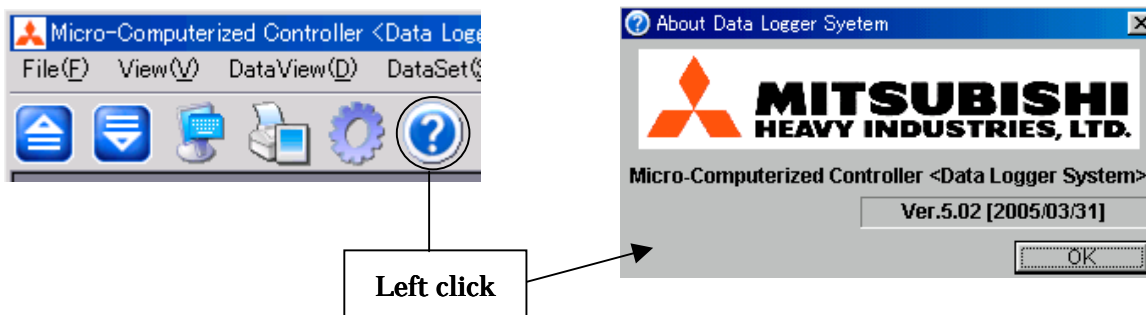 Micro-Computerized Controller <Data Logg
File(F) View(V) DataView(D) DataSet(S
?
Left click
? About Data Logger Syetem
MITSUBISHI
HEAVY INDUSTRIES, LTD.
Micro-Computerized Controller <Data Logger System>
Ver.5.02 [2005/03/31]
OK